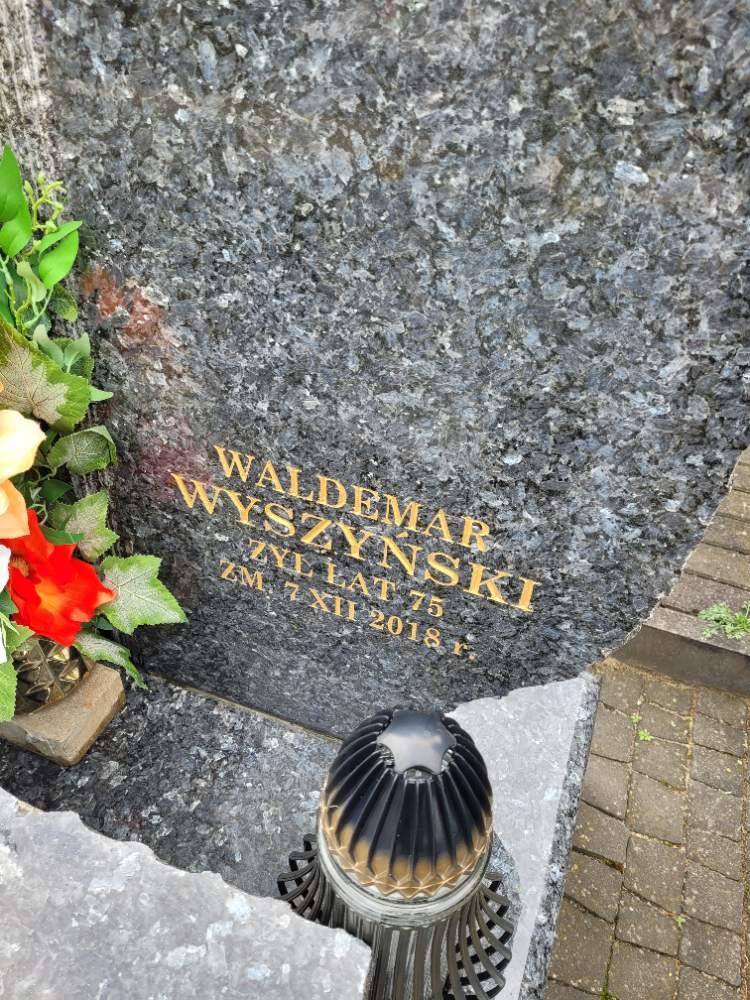 WALDEMAR
WYSZYŃSKI
ŻYŁ LAT 75
ZM. 7 XII 2018 r.